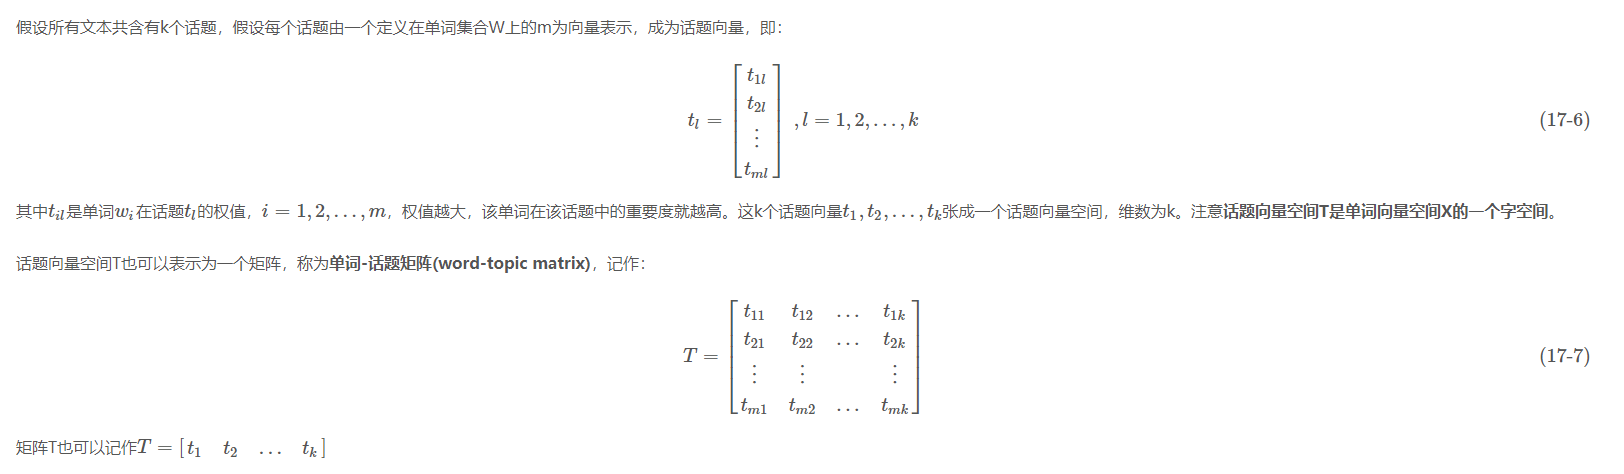 假设所有文本共含有k个话题，假设每个话题由一个定义在单词集合W上的m为向量表示，成为话题向量，即：
$t_l = \begin{bmatrix} t_{1l} \\ t_{2l} \\ \vdots \\ t_{ml} \end{bmatrix}, l = 1, 2, \ldots, k$ (17-6)
其中$t_{il}$是单词$w_i$在话题$t_l$的权值，$i = 1, 2, \ldots, m$，权值越大，该单词在该话题中的重要度就越高。这k个话题向量$t_1, t_2, \ldots, t_k$张成一个话题向量空间，维数为k。注意话题向量空间T是单词向量空间X的一个字空间。
话题向量空间T也可以表示为一个矩阵，称为单词-话题矩阵(word-topic matrix)，记作：
$T = \begin{bmatrix} t_{11} & t_{12} & \ldots & t_{1k} \\ t_{21} & t_{22} & \ldots & t_{2k} \\ \vdots & \vdots & & \vdots \\ t_{m1} & t_{m2} & \ldots & t_{mk} \end{bmatrix}$ (17-7)
矩阵T也可以记作$T = [\, t_1 \quad t_2 \quad \ldots \quad t_k \,]$